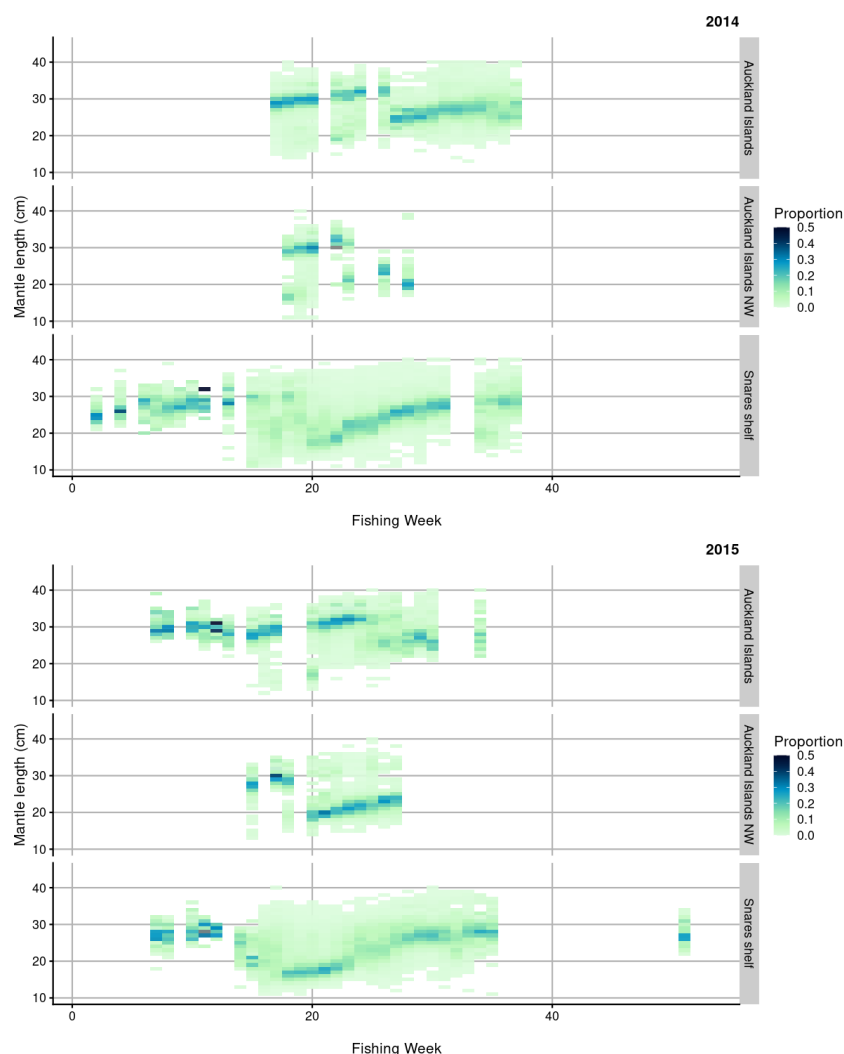 2014
40
30
20
10
Auckland Islands
40
30
20
10
Auckland Islands NW
40
30
20
10
Snares shelf
Mantle length (cm)
0 20 40
Fishing Week
Proportion
0.5
0.4
0.3
0.2
0.1
0.0
2015
40
30
20
10
Auckland Islands
40
30
20
10
Auckland Islands NW
40
30
20
10
Snares shelf
Mantle length (cm)
0 20 40
Fishing Week
Proportion
0.5
0.4
0.3
0.2
0.1
0.0